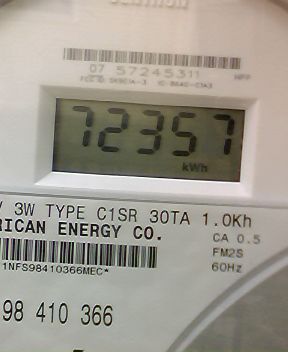 07 57245311
72357
kWh
V 3W TYPE C1SR 30TA 1.0Kh
RICAN ENERGY CO.
CA 0.5
FM2S
60Hz
1NFS98410366MEC*
98 410 366